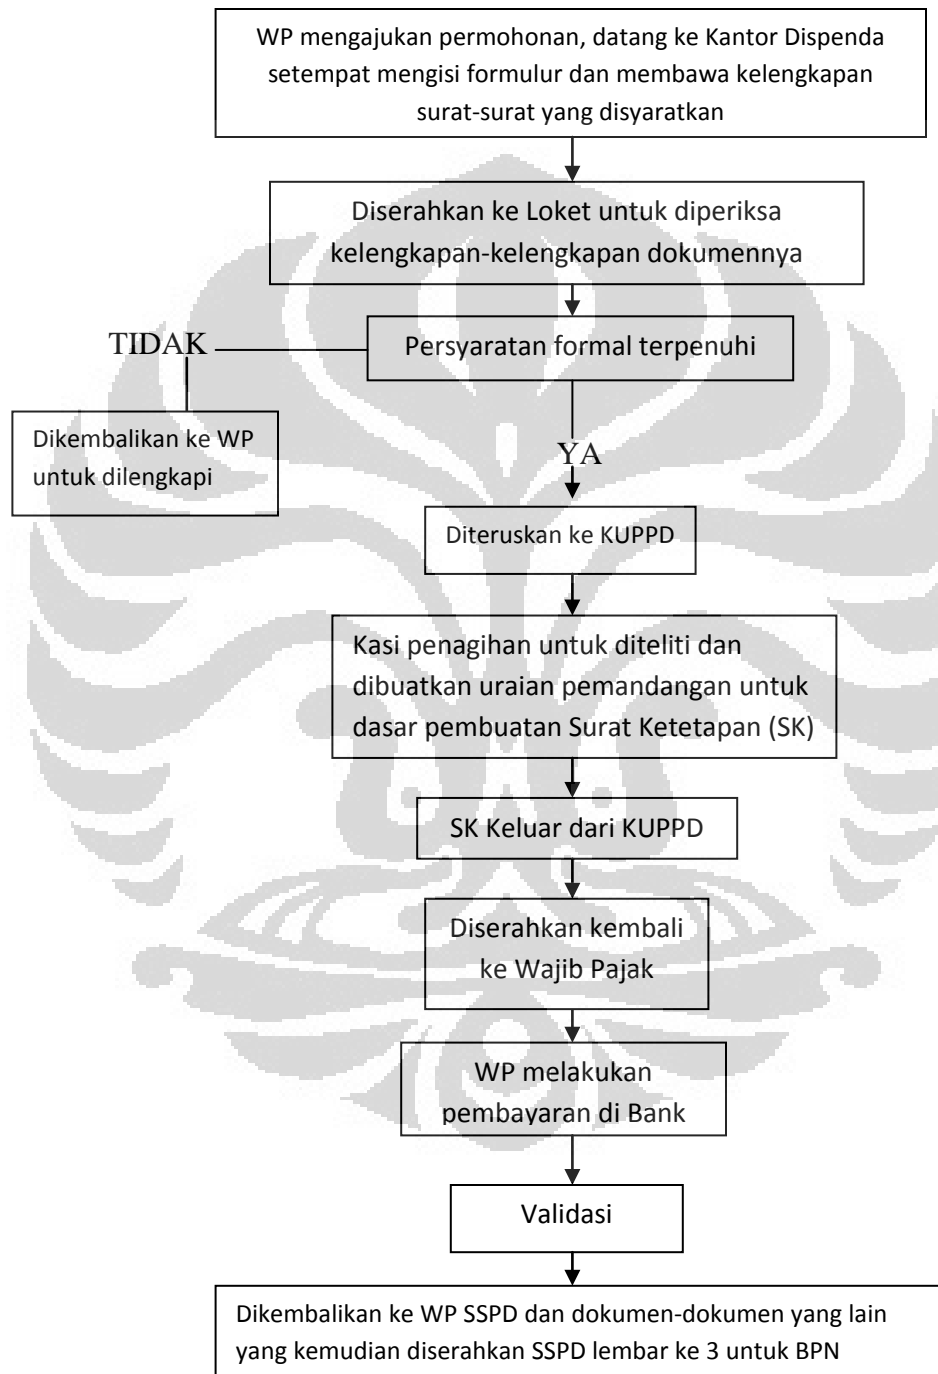 WP mengajukan permohonan, datang ke Kantor Dispenda
setempat mengisi formulur dan membawa kelengkapan
surat-surat yang disyaratkan
Diserahkan ke Loket untuk diperiksa
kelengkapan-kelengkapan dokumennya
TIDAK
Persyaratan formal terpenuhi
Dikembalikan ke WP
untuk dilengkapi
YA
Diteruskan ke KUPPD
Kasi penagihan untuk diteliti dan
dibuatkan uraian pemandangan untuk
dasar pembuatan Surat Ketetapan (SK)
SK Keluar dari KUPPD
Diserahkan kembali
ke Wajib Pajak
WP melakukan
pembayaran di Bank
Validasi
Dikembalikan ke WP SSPD dan dokumen-dokumen yang lain
yang kemudian diserahkan SSPD lembar ke 3 untuk BPN